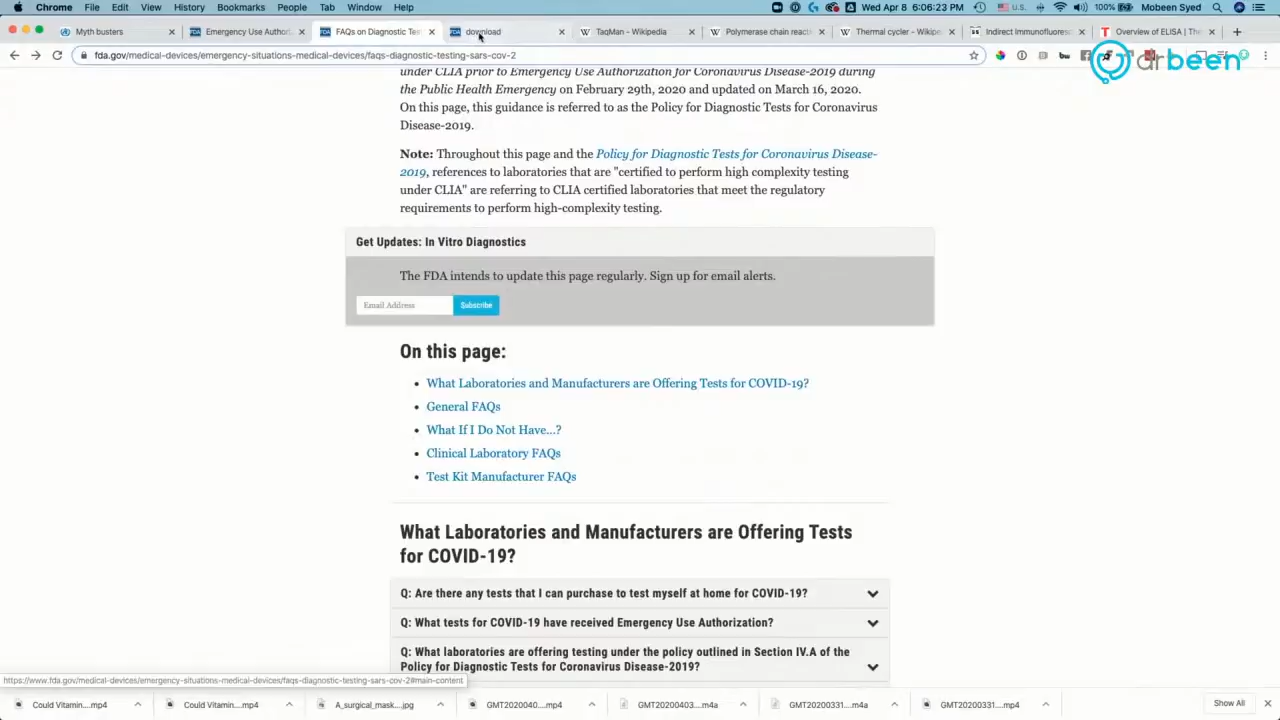 Chrome File Edit View History Bookmarks People Tab Window Help U.S. 100% Wed Apr 8 6:06:23 PM Mobeen Syed
Myth busters Emergency Use Author FAQs on Diagnostic Tes download TaqMan - Wikipedia Polymerase chain reacti Thermal cycler - Wikipe Indirect Immunofluores Overview of ELISA | The
fda.gov/medical-devices/emergency-situations-medical-devices/faqs-diagnostic-testing-sars-cov-2
drbeen
under CLIA prior to Emergency Use Authorization for Coronavirus Disease-2019 during
the Public Health Emergency on February 29th, 2020 and updated on March 16, 2020.
On this page, this guidance is referred to as the Policy for Diagnostic Tests for Coronavirus
Disease-2019.
Note: Throughout this page and the Policy for Diagnostic Tests for Coronavirus Disease-
2019, references to laboratories that are "certified to perform high complexity testing
under CLIA" are referring to CLIA certified laboratories that meet the regulatory
requirements to perform high-complexity testing.
Get Updates: In Vitro Diagnostics
The FDA intends to update this page regularly. Sign up for email alerts.
Email Address Subscribe
On this page:
What Laboratories and Manufacturers are Offering Tests for COVID-19?
General FAQs
What If I Do Not Have...?
Clinical Laboratory FAQs
Test Kit Manufacturer FAQs
What Laboratories and Manufacturers are Offering Tests
for COVID-19?
Q: Are there any tests that I can purchase to test myself at home for COVID-19?
Q: What tests for COVID-19 have received Emergency Use Authorization?
Q: What laboratories are offering testing under the policy outlined in Section IV.A of the
Policy for Diagnostic Tests for Coronavirus Disease-2019?
https://www.fda.gov/medical-devices/emergency-situations-medical-devices/faqs-diagnostic-testing-sars-cov-2#main-content
Could Vitamin....mp4 Could Vitamin....mp4 A_surgical_mask....jpg GMT2020040....mp4 GMT20200403....m4a GMT20200331....m4a GMT20200331....mp4 Show All